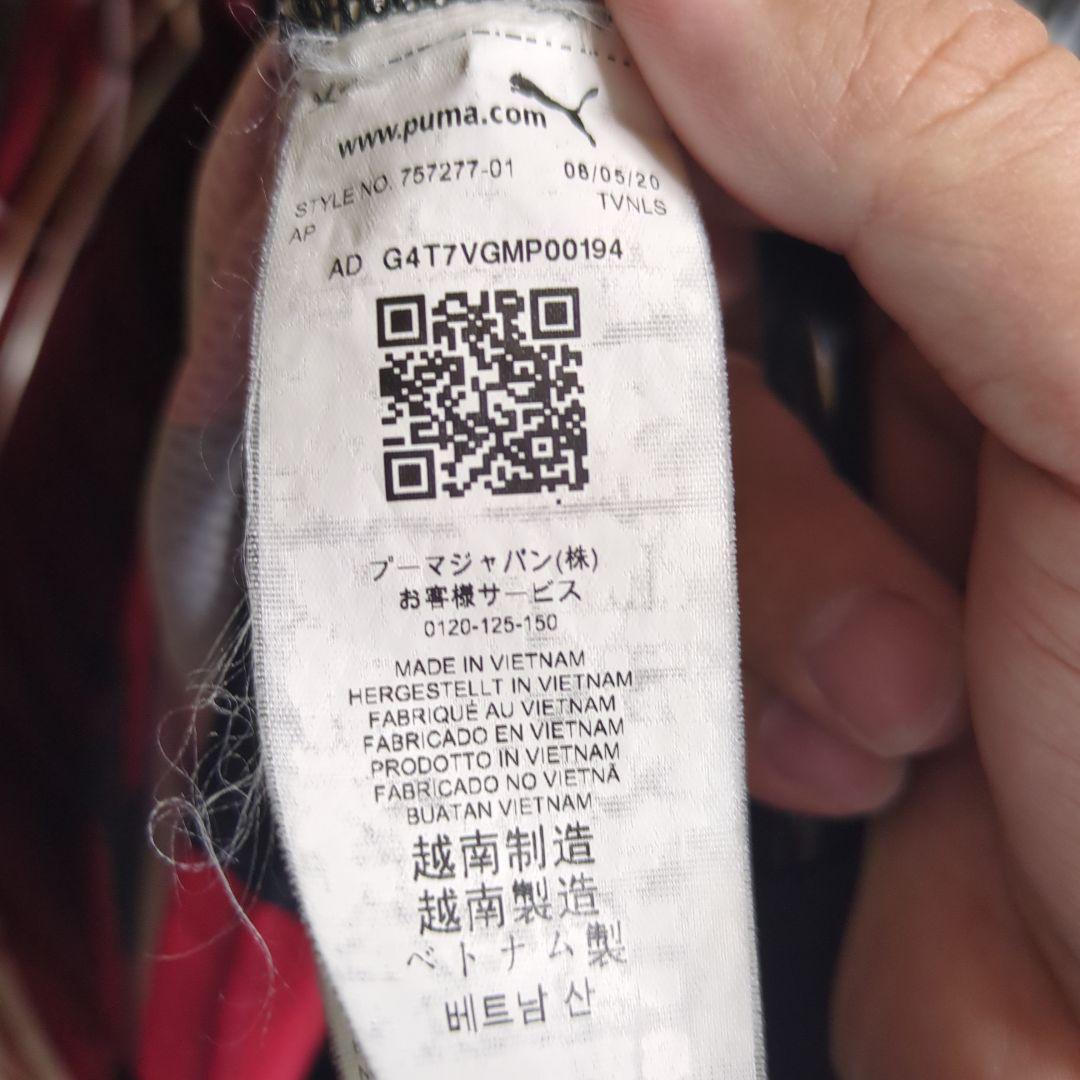 www.puma.com
STYLE NO. 757277-01 08/05/20
AP TVNLS
AD G4T7VGMP00194
プーマジャパン(株)
お客様サービス
0120-125-150
MADE IN VIETNAM
HERGESTELLT IN VIETNAM
FABRIQUÉ AU VIETNAM
FABRICADO EN VIETNAM
PRODOTTO IN VIETNAM
FABRICADO NO VIETNÃ
BUATAN VIETNAM
越南制造
越南製造
ベトナム製
베트남 산